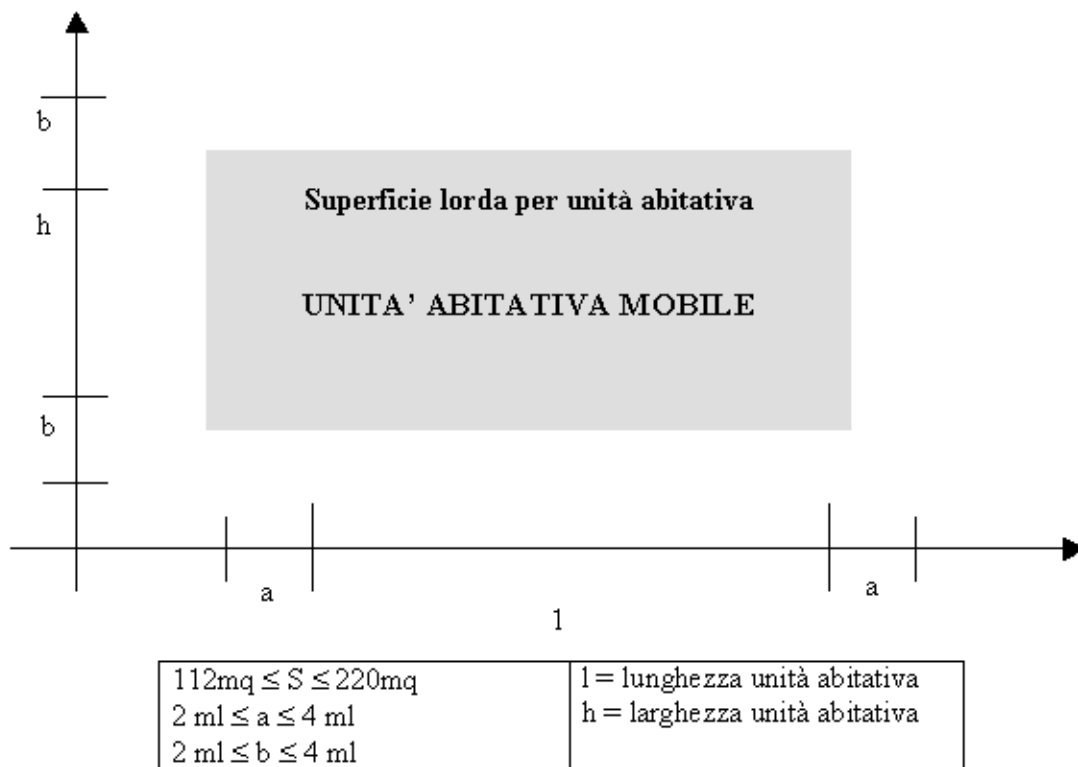 b
h
Superficie lorda per unità abitativa
UNITA’ ABITATIVA MOBILE
b
a
a
l
112mq ≤ S ≤ 220mq
2 ml ≤ a ≤ 4 ml
2 ml ≤ b ≤ 4 ml
l = lunghezza unità abitativa
h = larghezza unità abitativa